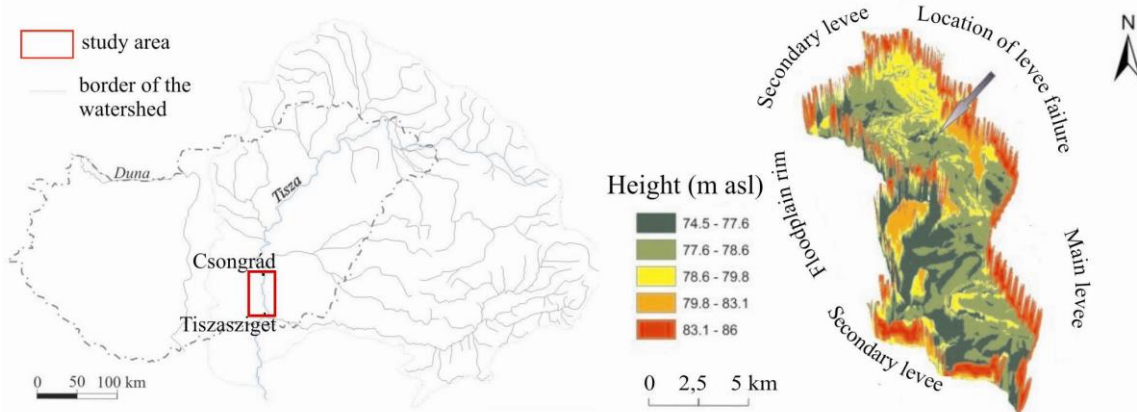 study area
border of the
watershed
Duna
Tisza
Csongrád
Tiszasziget
0 50 100 km
Secondary levee
Location of levee failure
N
Floodplain rim
Main levee
Secondary levee
Height (m asl)
74.5 - 77.6
77.6 - 78.6
78.6 - 79.8
79.8 - 83.1
83.1 - 86
0 2,5 5 km